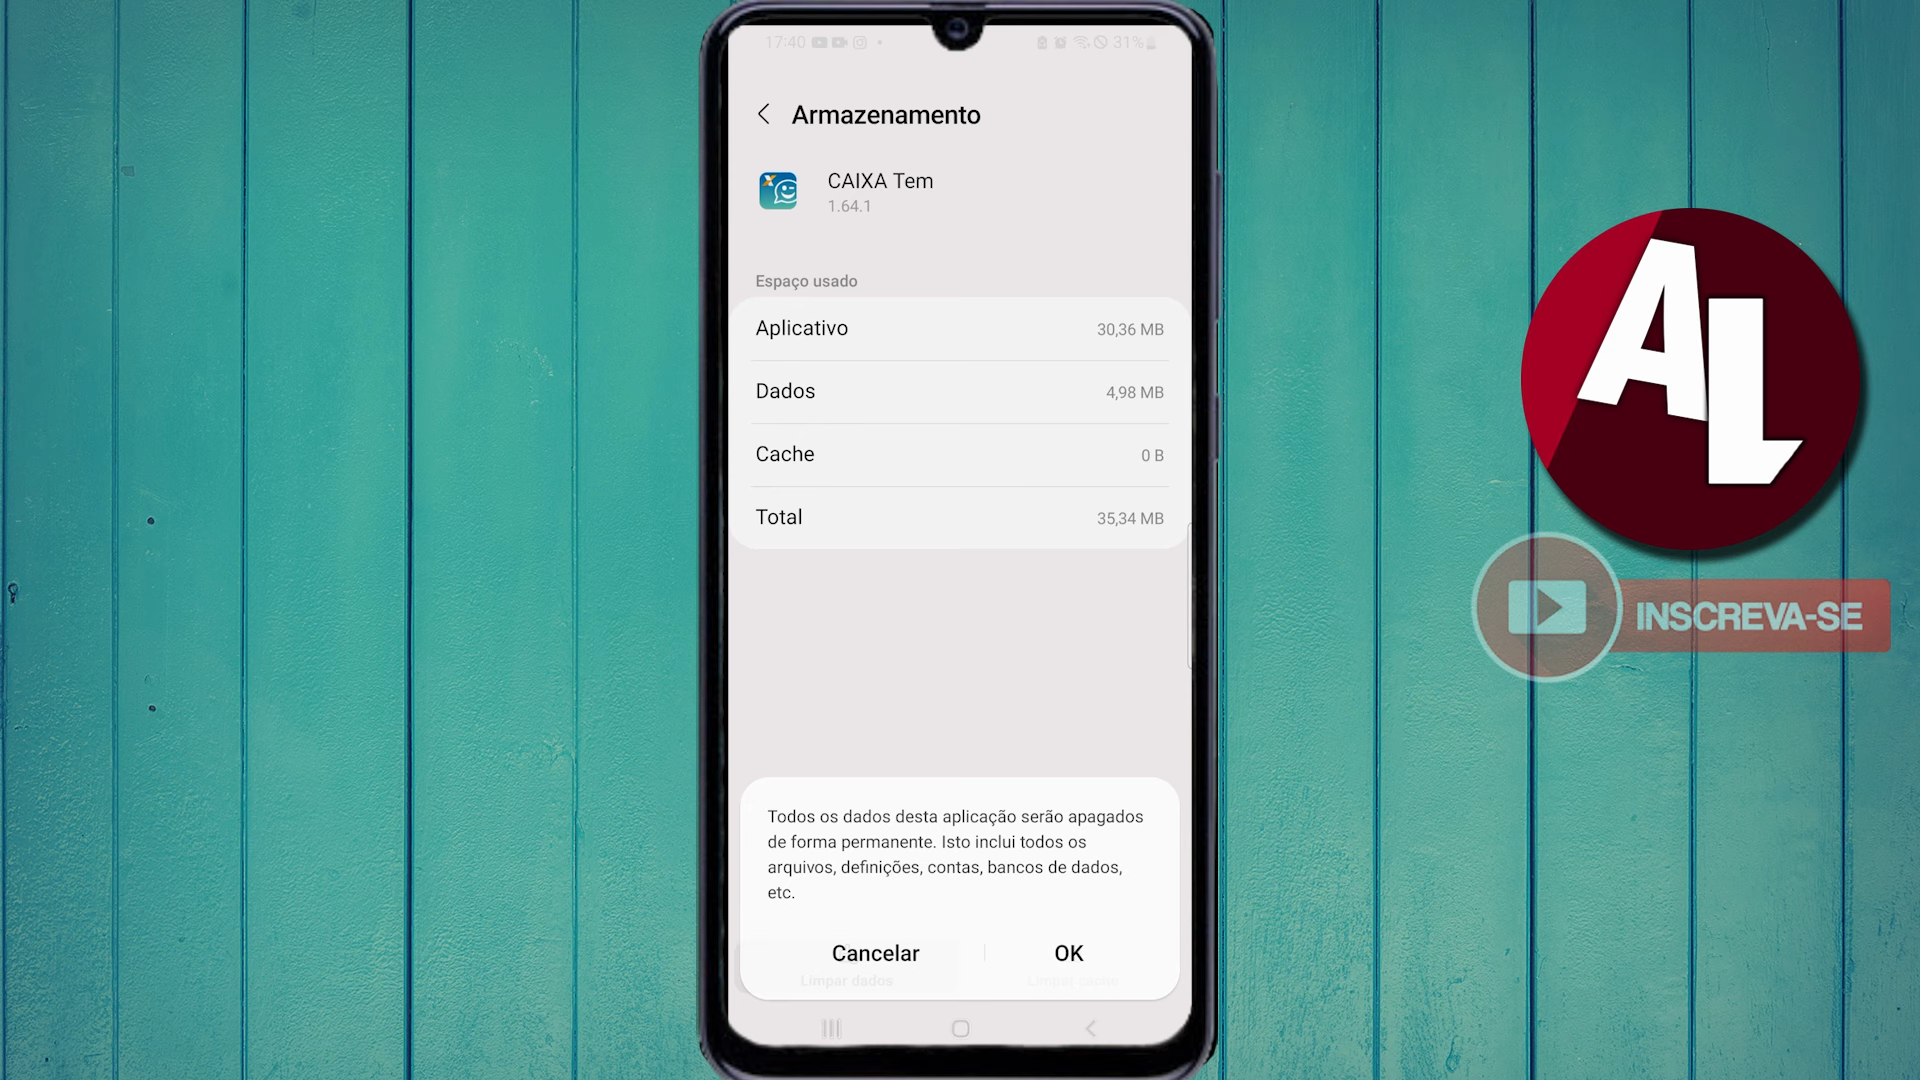 17:40
31%
Armazenamento
CAIXA Tem
1.64.1
Espaço usado
Aplicativo 30,36 MB
Dados 4,98 MB
Cache 0 B
Total 35,34 MB
Todos os dados desta aplicação serão apagados
de forma permanente. Isto inclui todos os
arquivos, definições, contas, bancos de dados,
etc.
Cancelar OK
Limpar dados Limpar cache
AL
INSCREVA-SE